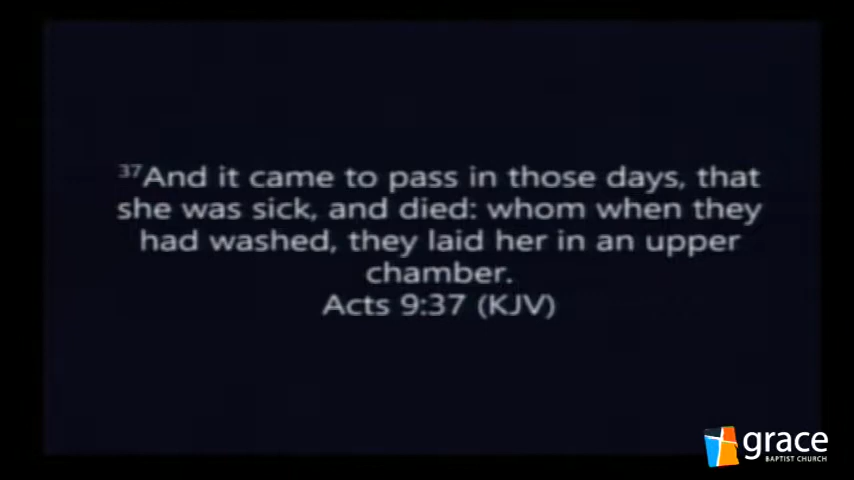 37And it came to pass in those days, that
she was sick, and died: whom when they
had washed, they laid her in an upper
chamber.
Acts 9:37 (KJV)
grace
BAPTIST CHURCH